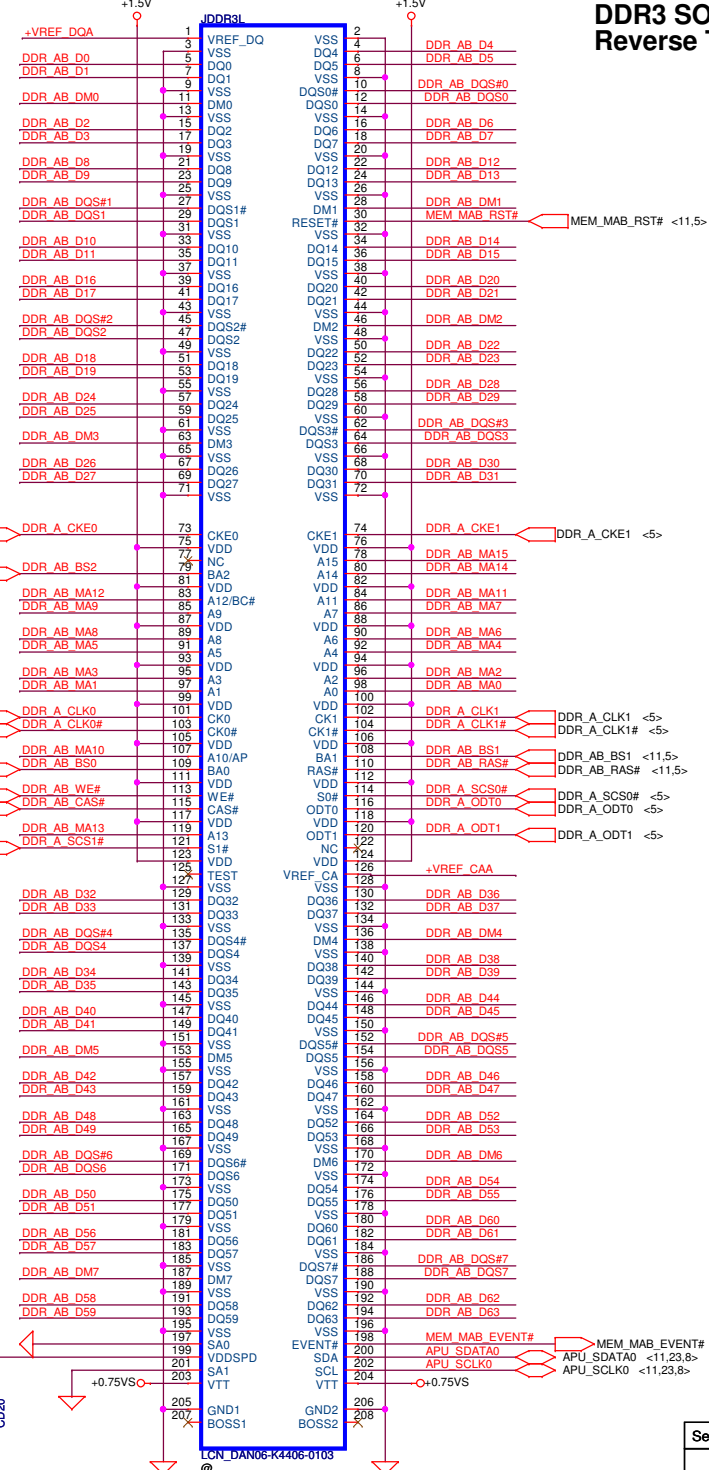 +1.5V +1.5V
DDR3 SO
Reverse T
JDDR3L
+VREF_DQA 1 VREF_DQ VSS 2
3 VSS DQ4 4 DDR_AB_D4
DDR_AB_D0 5 DQ0 DQ5 6 DDR_AB_D5
DDR_AB_D1 7 DQ1 VSS 8
9 VSS DQS0# 10 DDR_AB_DQS#0
DDR_AB_DM0 11 DM0 DQS0 12 DDR_AB_DQS0
13 VSS VSS 14
DDR_AB_D2 15 DQ2 DQ6 16 DDR_AB_D6
DDR_AB_D3 17 DQ3 DQ7 18 DDR_AB_D7
19 VSS VSS 20
DDR_AB_D8 21 DQ8 DQ12 22 DDR_AB_D12
DDR_AB_D9 23 DQ9 DQ13 24 DDR_AB_D13
25 VSS VSS 26
DDR_AB_DQS#1 27 DQS1# DM1 28 DDR_AB_DM1
DDR_AB_DQS1 29 DQS1 RESET# 30 MEM_MAB_RST# MEM_MAB_RST# <11,5>
31 VSS VSS 32
DDR_AB_D10 33 DQ10 DQ14 34 DDR_AB_D14
DDR_AB_D11 35 DQ11 DQ15 36 DDR_AB_D15
37 VSS VSS 38
DDR_AB_D16 39 DQ16 DQ20 40 DDR_AB_D20
DDR_AB_D17 41 DQ17 DQ21 42 DDR_AB_D21
43 VSS VSS 44
DDR_AB_DQS#2 45 DQS2# DM2 46 DDR_AB_DM2
DDR_AB_DQS2 47 DQS2 VSS 48
49 VSS DQ22 50 DDR_AB_D22
DDR_AB_D18 51 DQ18 DQ23 52 DDR_AB_D23
DDR_AB_D19 53 DQ19 VSS 54
55 VSS DQ28 56 DDR_AB_D28
DDR_AB_D24 57 DQ24 DQ29 58 DDR_AB_D29
DDR_AB_D25 59 DQ25 VSS 60
61 VSS DQS3# 62 DDR_AB_DQS#3
DDR_AB_DM3 63 DM3 DQS3 64 DDR_AB_DQS3
65 VSS VSS 66
DDR_AB_D26 67 DQ26 DQ30 68 DDR_AB_D30
DDR_AB_D27 69 DQ27 DQ31 70 DDR_AB_D31
71 VSS VSS 72
DDR_A_CKE0 73 CKE0 CKE1 74 DDR_A_CKE1 DDR_A_CKE1 <5>
75 VDD VDD 76
77 NC A15 78 DDR_AB_MA15
DDR_AB_BS2 79 BA2 A14 80 DDR_AB_MA14
81 VDD VDD 82
DDR_AB_MA12 83 A12/BC# A11 84 DDR_AB_MA11
DDR_AB_MA9 85 A9 A7 86 DDR_AB_MA7
87 VDD VDD 88
DDR_AB_MA8 89 A8 A6 90 DDR_AB_MA6
DDR_AB_MA5 91 A5 A4 92 DDR_AB_MA4
93 VDD VDD 94
DDR_AB_MA3 95 A3 A2 96 DDR_AB_MA2
DDR_AB_MA1 97 A1 A0 98 DDR_AB_MA0
99 VDD VDD 100
DDR_A_CLK0 101 CK0 CK1 102 DDR_A_CLK1 DDR_A_CLK1 <5>
DDR_A_CLK0# 103 CK0# CK1# 104 DDR_A_CLK1# DDR_A_CLK1# <5>
105 VDD VDD 106
DDR_AB_MA10 107 A10/AP BA1 108 DDR_AB_BS1 DDR_AB_BS1 <11,5>
DDR_AB_BS0 109 BA0 RAS# 110 DDR_AB_RAS# DDR_AB_RAS# <11,5>
111 VDD VDD 112
DDR_AB_WE# 113 WE# S0# 114 DDR_A_SCS0# DDR_A_SCS0# <5>
DDR_AB_CAS# 115 CAS# ODT0 116 DDR_A_ODT0 DDR_A_ODT0 <5>
117 VDD VDD 118
DDR_AB_MA13 119 A13 ODT1 120 DDR_A_ODT1 DDR_A_ODT1 <5>
DDR_A_SCS1# 121 S1# NC 122
123 VDD VDD 124
125 TEST VREF_CA 126 +VREF_CAA
127 VSS VSS 128
DDR_AB_D32 129 DQ32 DQ36 130 DDR_AB_D36
DDR_AB_D33 131 DQ33 DQ37 132 DDR_AB_D37
133 VSS VSS 134
DDR_AB_DQS#4 135 DQS4# DM4 136 DDR_AB_DM4
DDR_AB_DQS4 137 DQS4 VSS 138
139 VSS DQ38 140 DDR_AB_D38
DDR_AB_D34 141 DQ34 DQ39 142 DDR_AB_D39
DDR_AB_D35 143 DQ35 VSS 144
145 VSS DQ44 146 DDR_AB_D44
DDR_AB_D40 147 DQ40 DQ45 148 DDR_AB_D45
DDR_AB_D41 149 DQ41 VSS 150
151 VSS DQS5# 152 DDR_AB_DQS#5
DDR_AB_DM5 153 DM5 DQS5 154 DDR_AB_DQS5
155 VSS VSS 156
DDR_AB_D42 157 DQ42 DQ46 158 DDR_AB_D46
DDR_AB_D43 159 DQ43 DQ47 160 DDR_AB_D47
161 VSS VSS 162
DDR_AB_D48 163 DQ48 DQ52 164 DDR_AB_D52
DDR_AB_D49 165 DQ49 DQ53 166 DDR_AB_D53
167 VSS VSS 168
DDR_AB_DQS#6 169 DQS6# DM6 170 DDR_AB_DM6
DDR_AB_DQS6 171 DQS6 VSS 172
173 VSS DQ54 174 DDR_AB_D54
DDR_AB_D50 175 DQ50 DQ55 176 DDR_AB_D55
DDR_AB_D51 177 DQ51 VSS 178
179 VSS DQ60 180 DDR_AB_D60
DDR_AB_D56 181 DQ56 DQ61 182 DDR_AB_D61
DDR_AB_D57 183 DQ57 VSS 184
185 VSS DQS7# 186 DDR_AB_DQS#7
DDR_AB_DM7 187 DM7 DQS7 188 DDR_AB_DQS7
189 VSS VSS 190
DDR_AB_D58 191 DQ58 DQ62 192 DDR_AB_D62
DDR_AB_D59 193 DQ59 DQ63 194 DDR_AB_D63
195 VSS VSS 196
197 SA0 EVENT# 198 MEM_MAB_EVENT# MEM_MAB_EVENT#
199 VDDSPD SDA 200 APU_SDATA0 APU_SDATA0 <11,23,8>
201 SA1 SCL 202 APU_SCLK0 APU_SCLK0 <11,23,8>
+0.75VS 203 VTT VTT 204 +0.75VS
205 GND1 GND2 206
207 BOSS1 BOSS2 208
CD20
LCN_DAN06-K4406-0103
@
Se